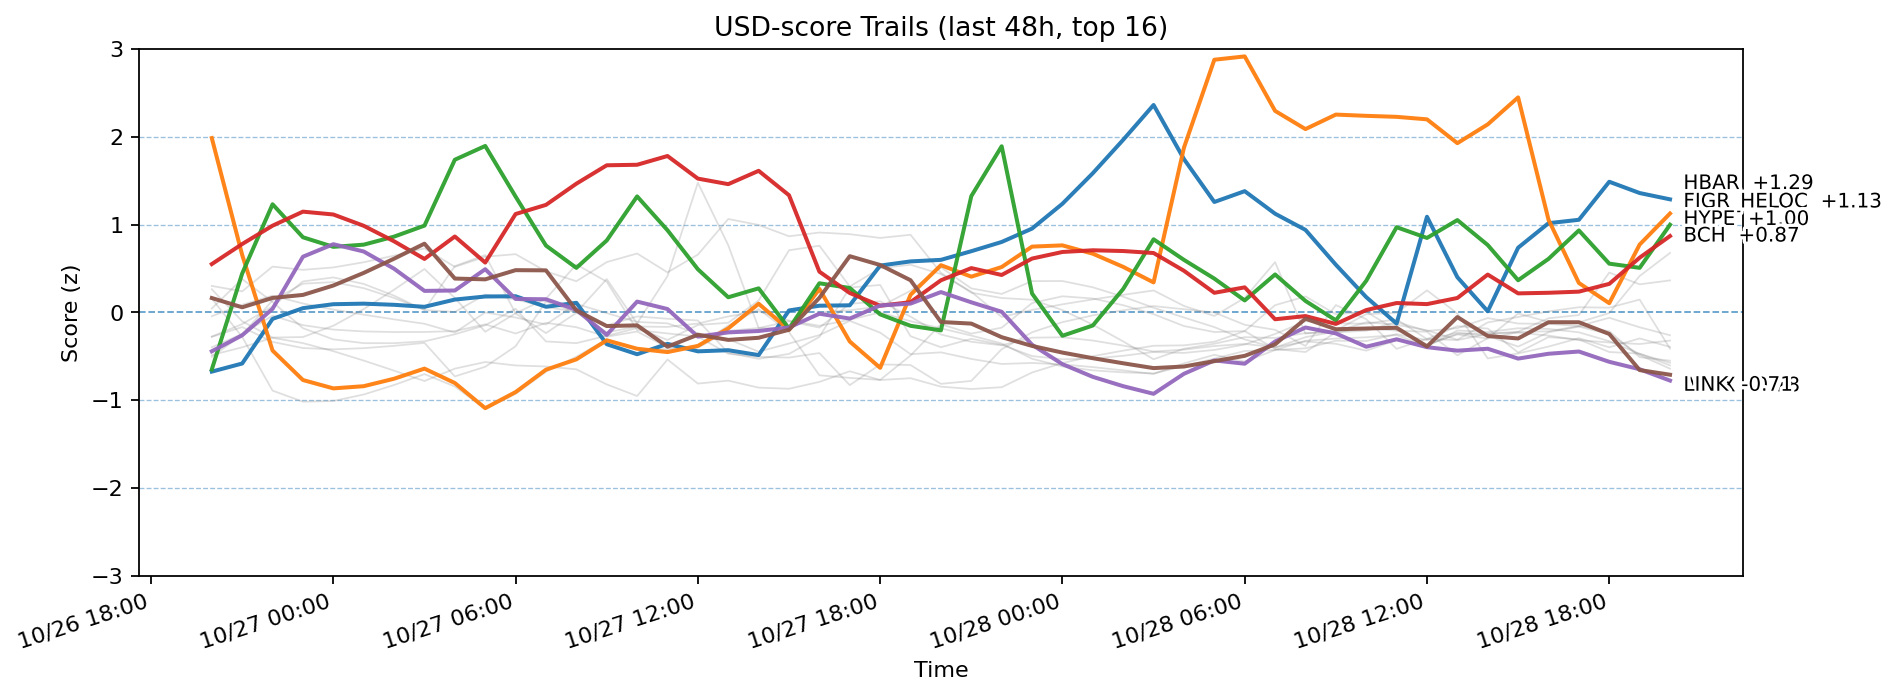 USD-score Trails (last 48h, top 16)
Score (z)
3
2
1
0
−1
−2
−3
HBAR +1.29
FIGR_HELOC +1.13
HYPE +1.00
BCH +0.87
LINK -0.71
10/26 18:00
10/27 00:00
10/27 06:00
10/27 12:00
10/27 18:00
10/28 00:00
10/28 06:00
10/28 12:00
10/28 18:00
Time